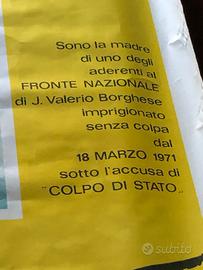 Sono la madre
di uno degli
aderenti al
FRONTE NAZIONALE
di J. Valerio Borghese
imprigionato
senza colpa
dal
18 MARZO 1971
sotto l'accusa di
"COLPO DI STATO„
subito